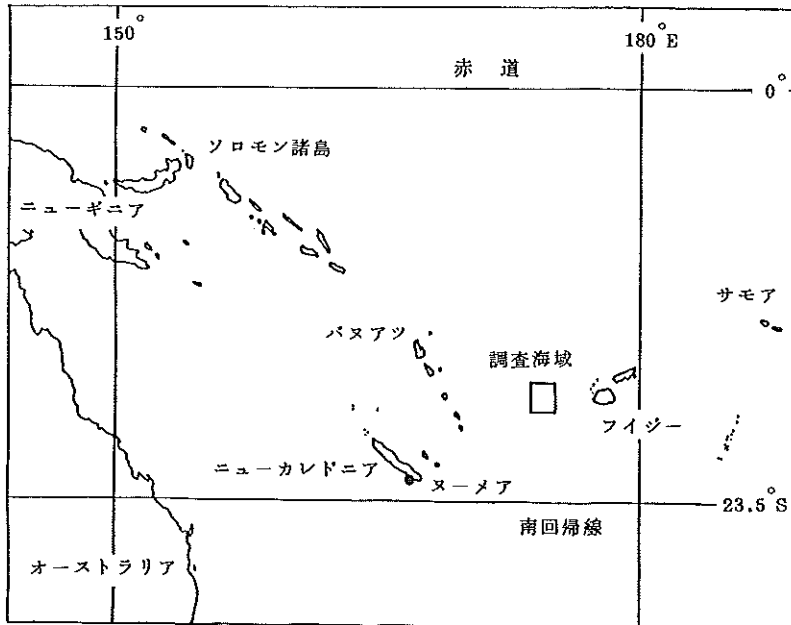 150°
180°E
赤 道
0°
ソロモン諸島
ニューギニア
サモア
バヌアツ
調査海域
フイジー
ニューカレドニア
ヌーメア
23.5°S
南回帰線
オーストラリア